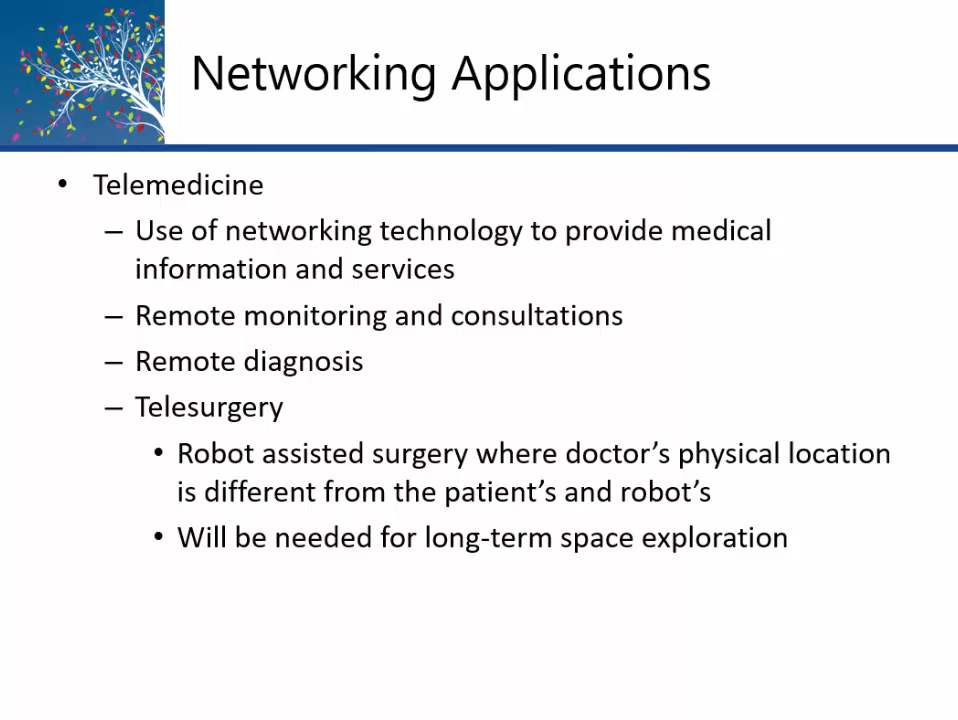 Networking Applications
• Telemedicine
– Use of networking technology to provide medical
information and services
– Remote monitoring and consultations
– Remote diagnosis
– Telesurgery
• Robot assisted surgery where doctor’s physical location
is different from the patient’s and robot’s
• Will be needed for long-term space exploration